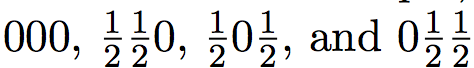 000, ½½0, ½0½, and 0½½